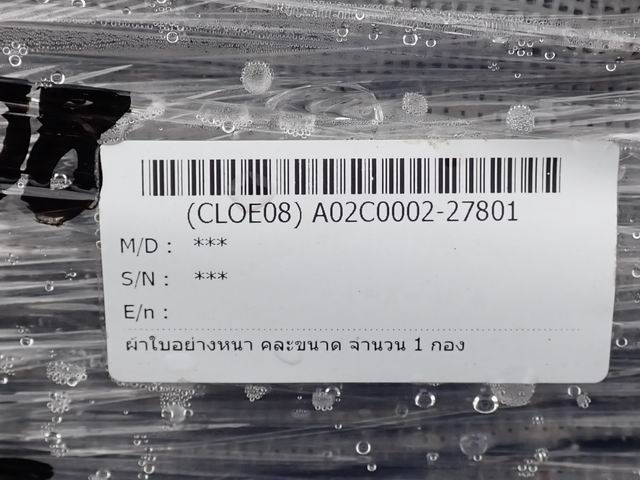 (CLOE08) A02C0002-27801
M/D : ***
S/N : ***
E/n :
ผ้าใบอย่างหนา คละขนาด จำนวน 1 กอง